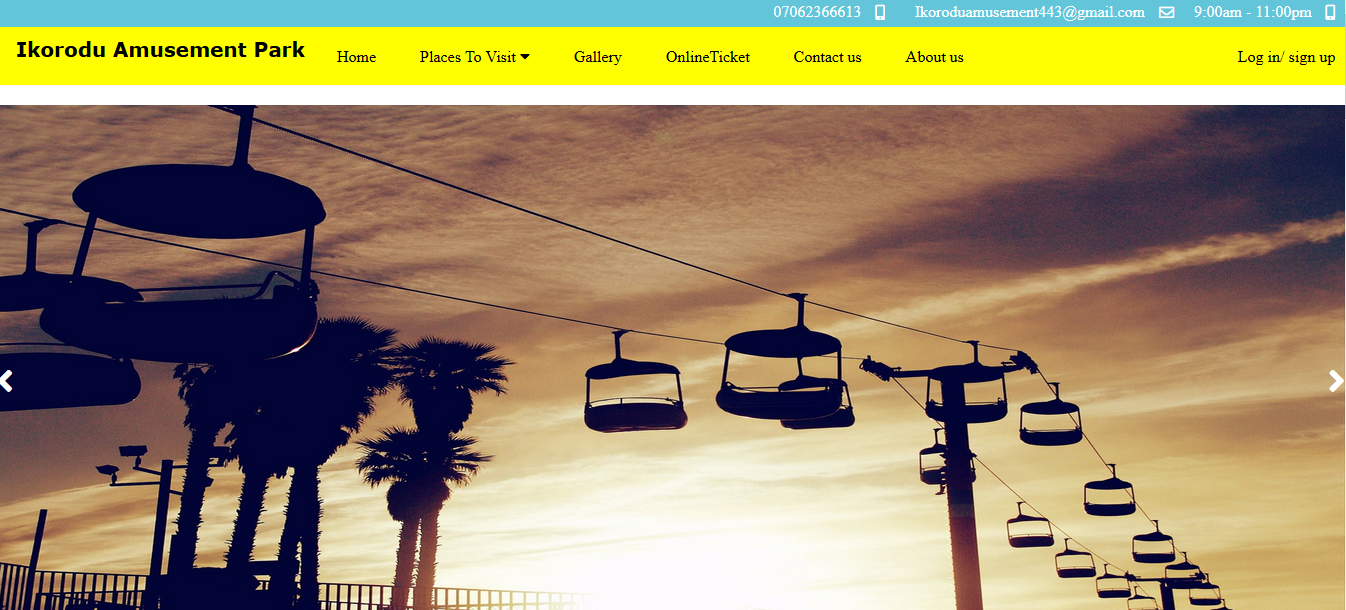 07062366613 Ikoroduamusement443@gmail.com 9:00am - 11:00pm
Ikorodu Amusement Park Home Places To Visit Gallery OnlineTicket Contact us About us Log in/ sign up